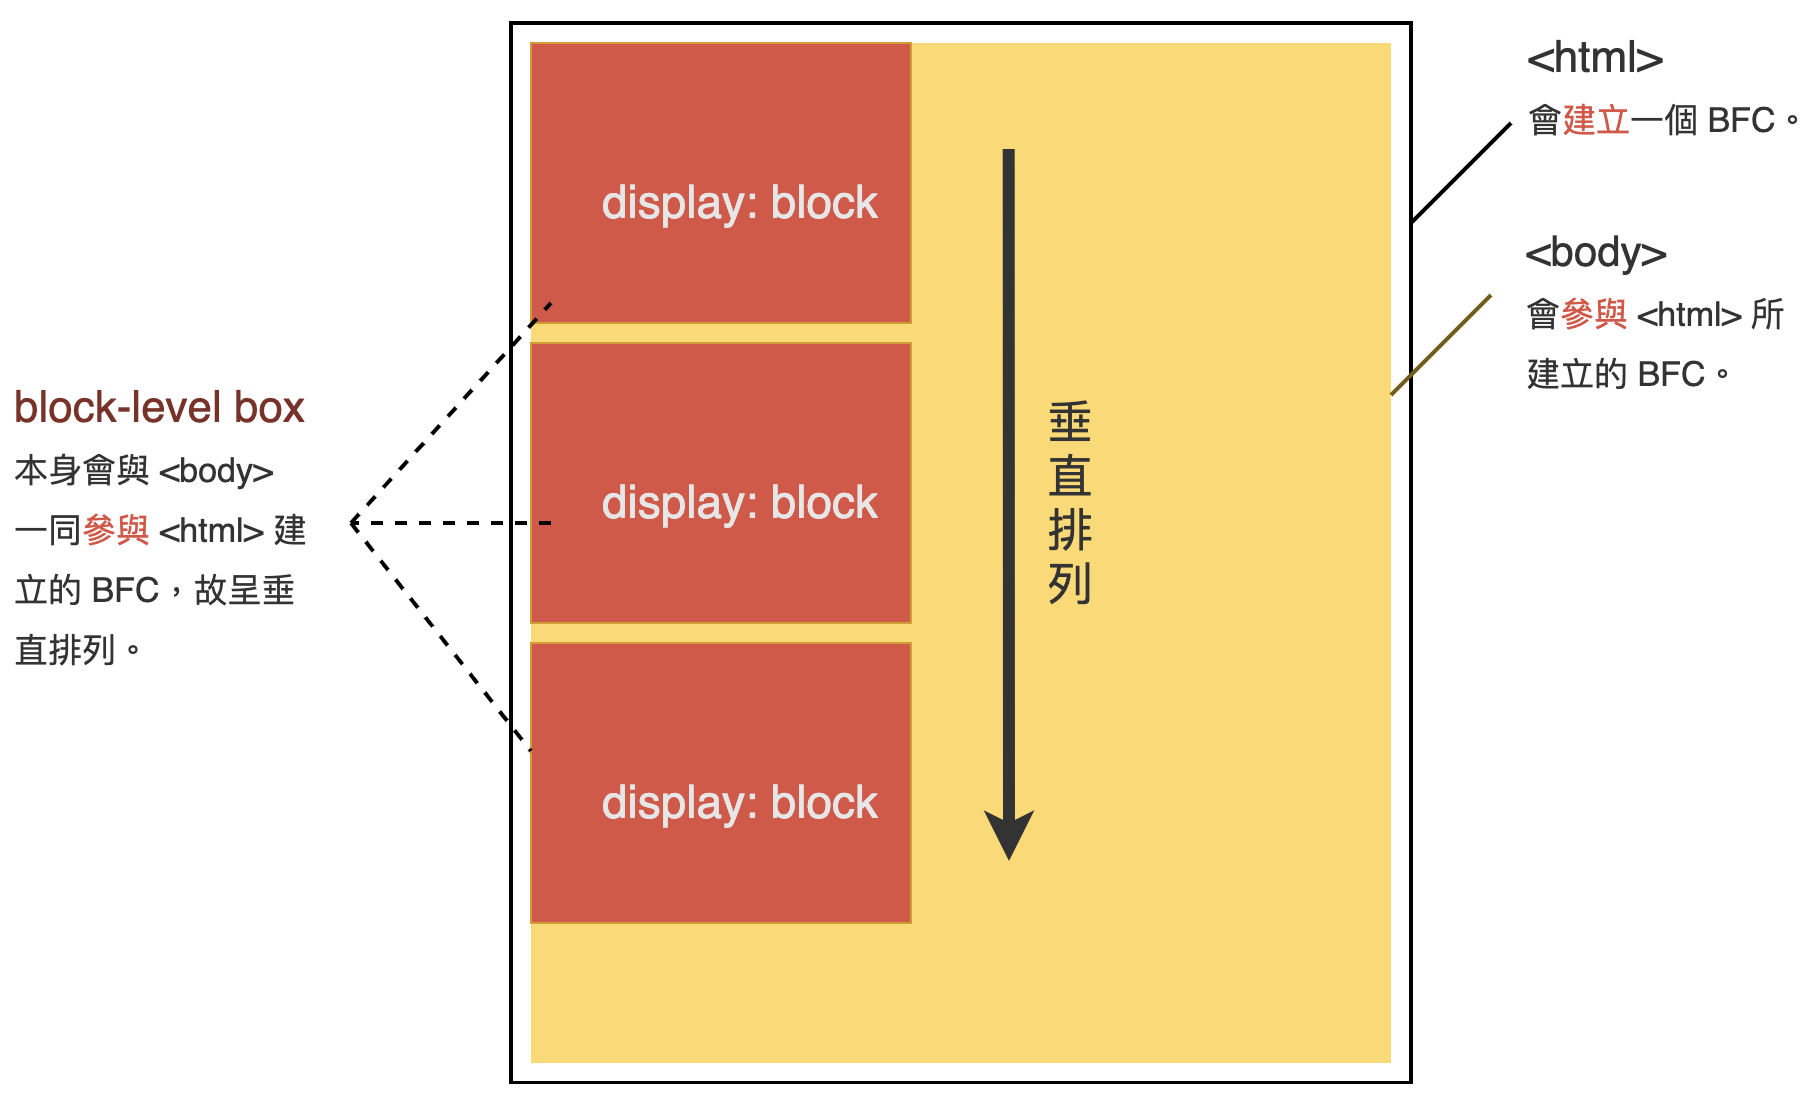 <html>
會建立一個 BFC。
<body>
會參與 <html> 所
建立的 BFC。
display: block
display: block
display: block
垂直排列
block-level box
本身會與 <body>
一同參與 <html> 建
立的 BFC，故呈垂
直排列。